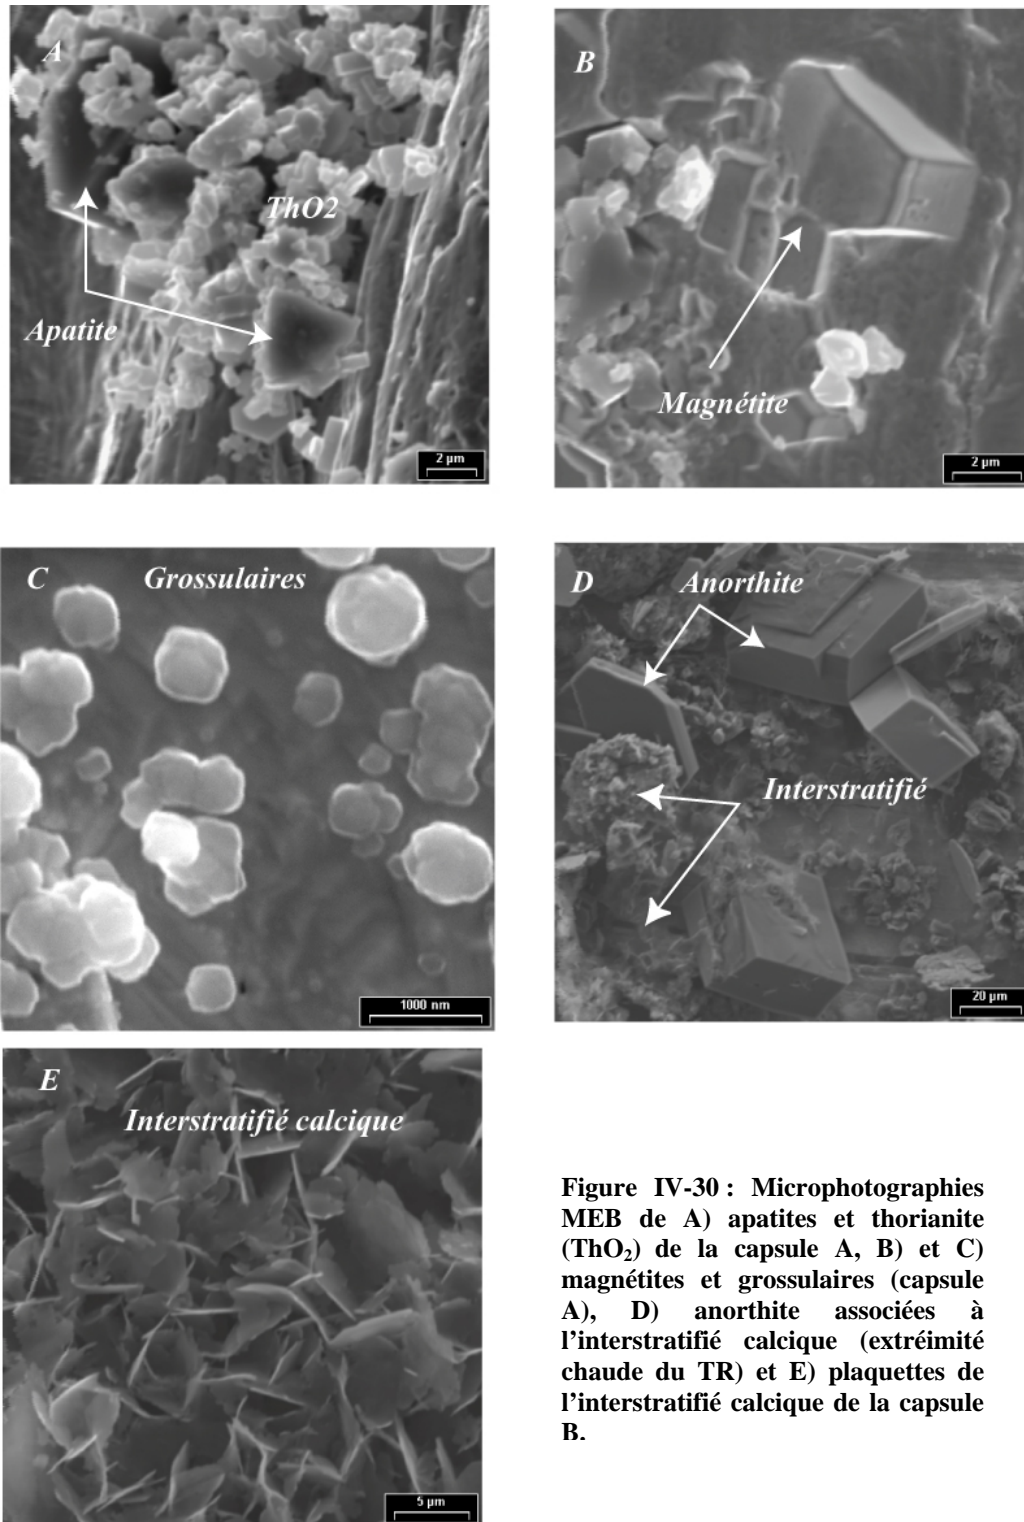 A
ThO2
Apatite
2 µm
B
Magnétite
2 µm
C
Grossulaires
1000 nm
D
Anorthite
Interstratifié
20 µm
E
Interstratifié calcique
5 µm
Figure IV-30 : Microphotographies
MEB de A) apatites et thorianite
(ThO₂) de la capsule A, B) et C)
magnétites et grossulaires (capsule
A), D) anorthite associées à
l’interstratifié calcique (extréimité
chaude du TR) et E) plaquettes de
l’interstratifié calcique de la capsule
B.